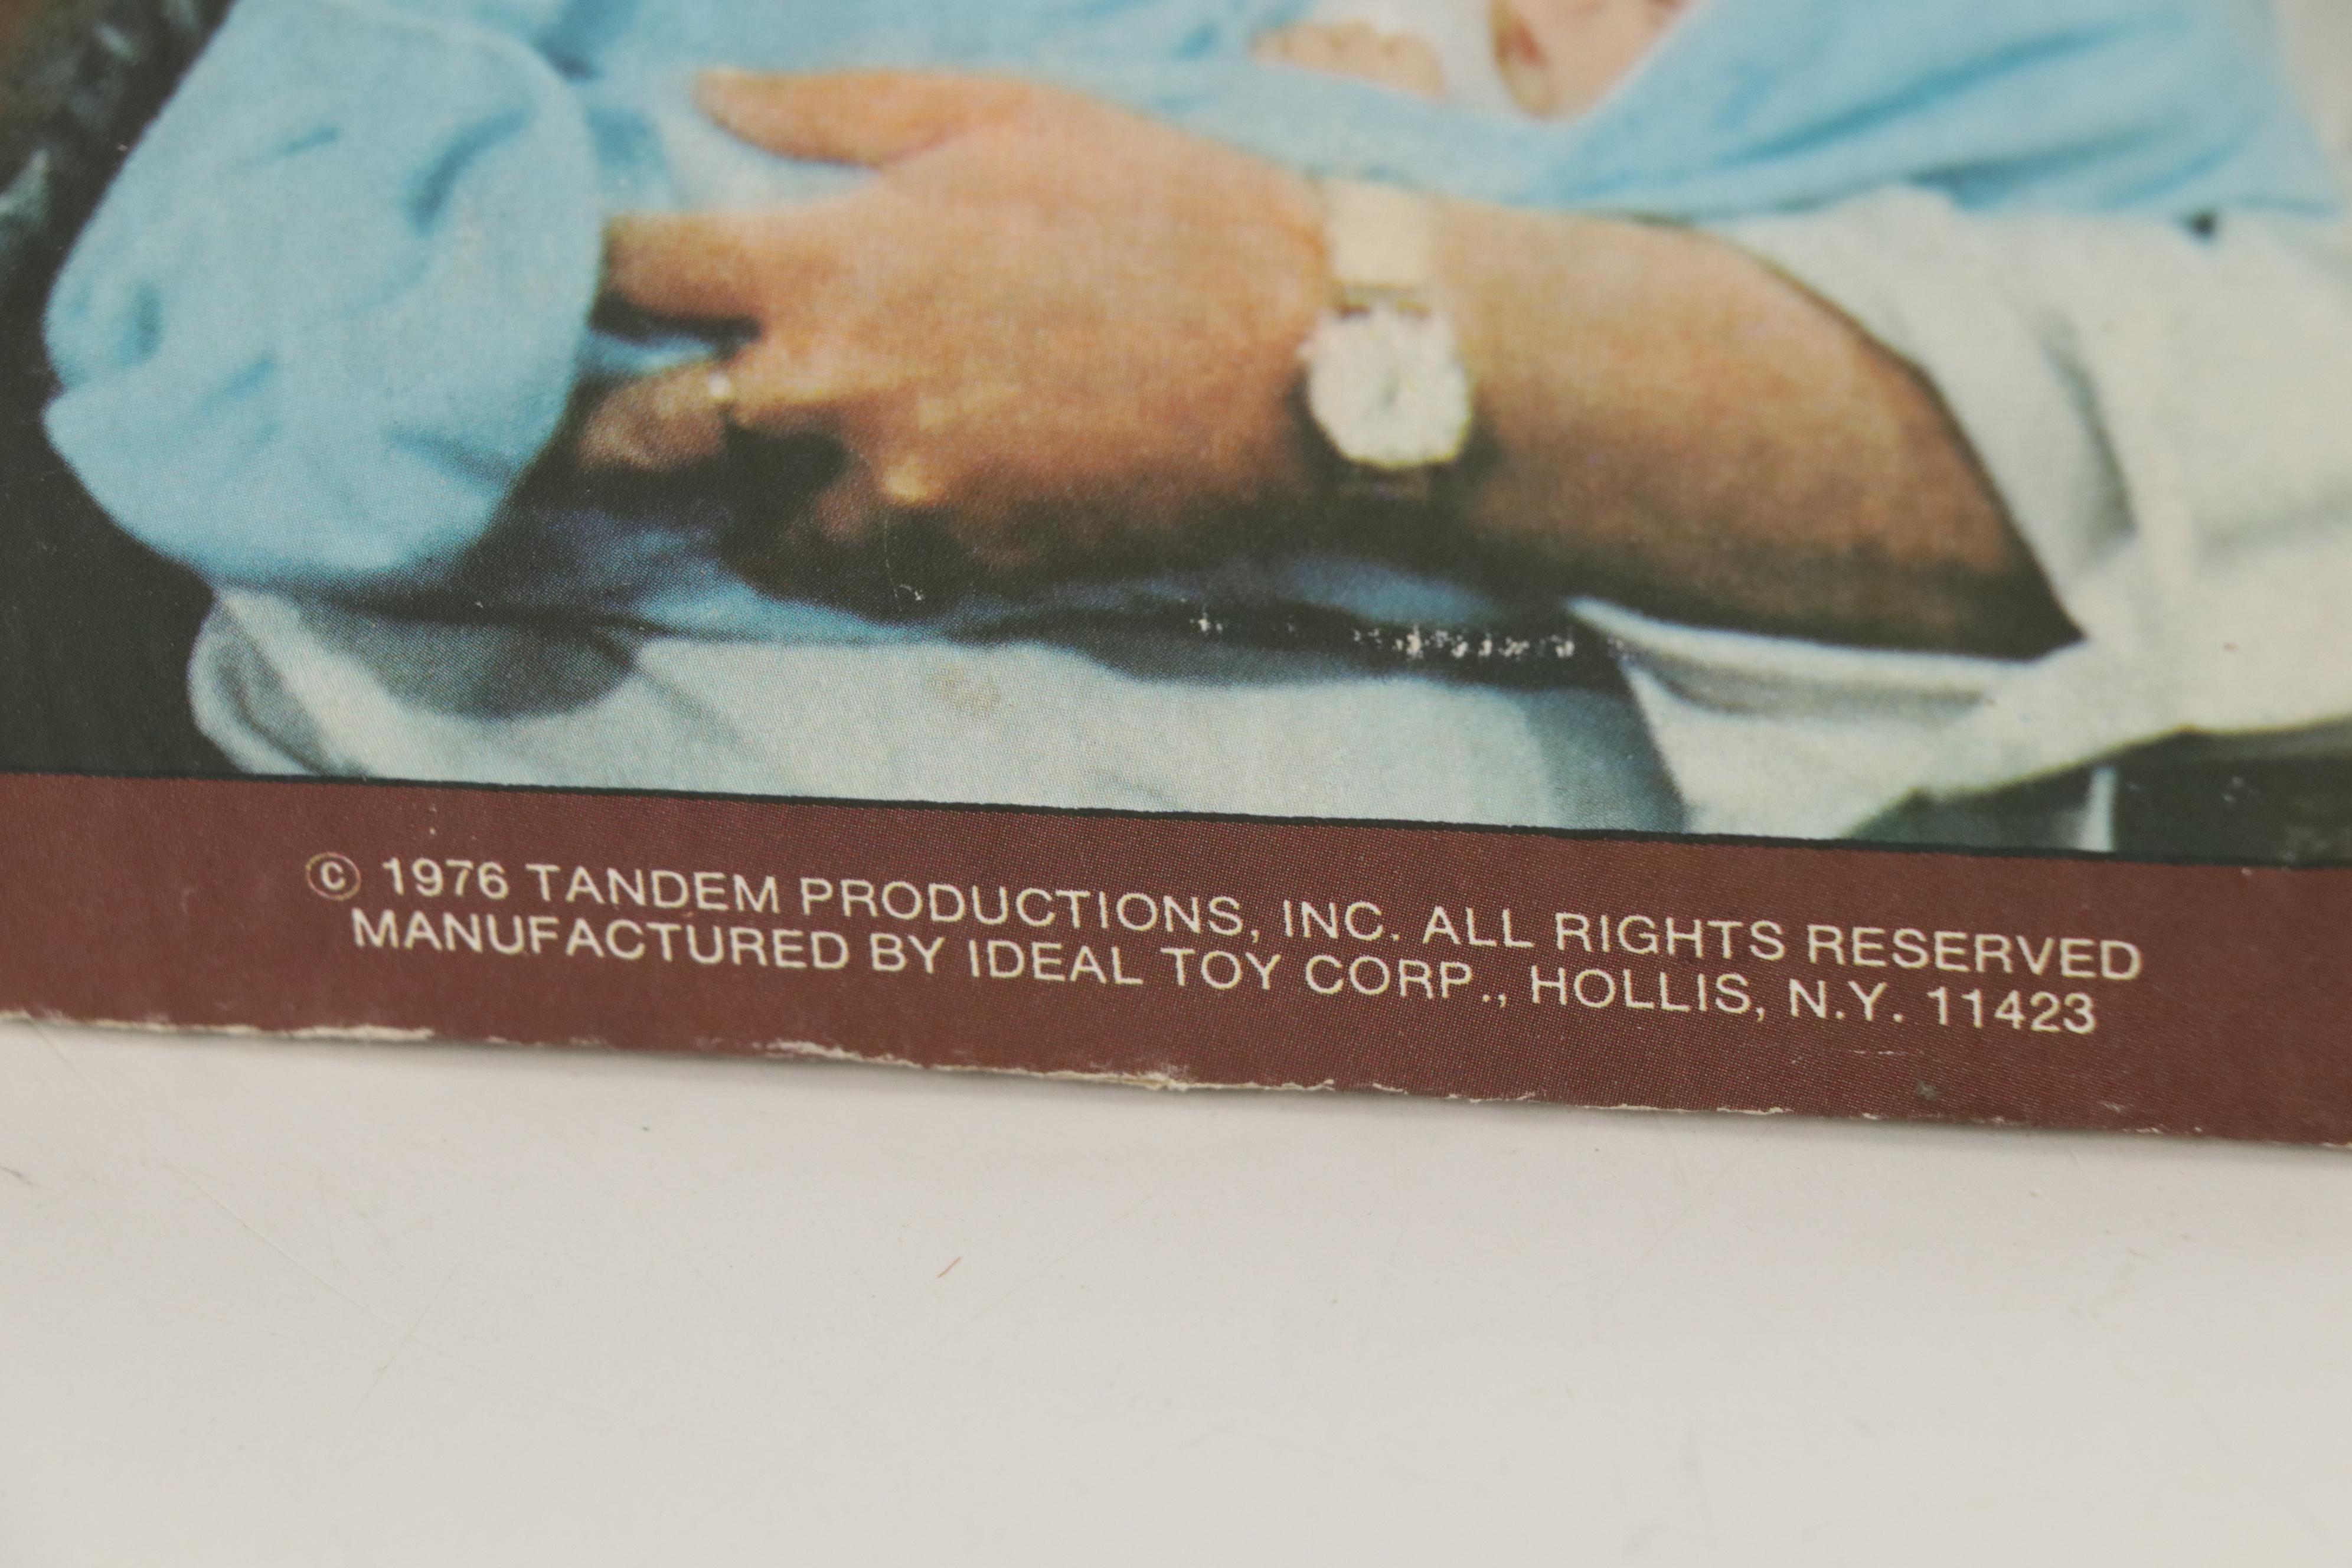 © 1976 TANDEM PRODUCTIONS, INC. ALL RIGHTS RESERVED
MANUFACTURED BY IDEAL TOY CORP., HOLLIS, N.Y. 11423